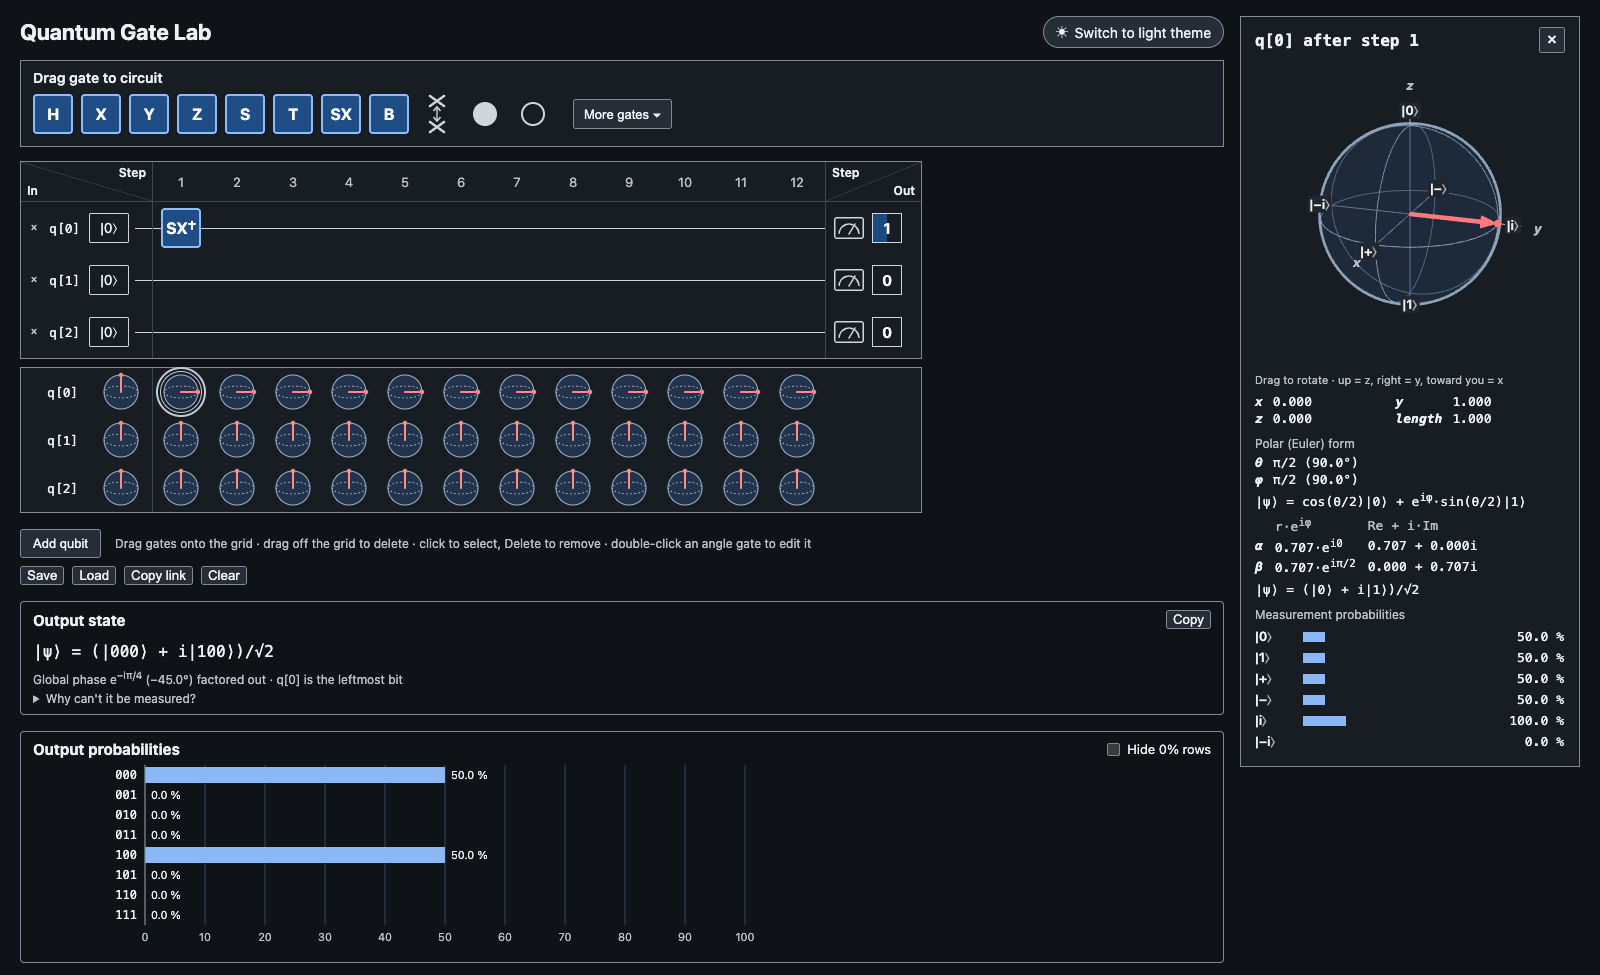 Quantum Gate Lab
☀ Switch to light theme
Drag gate to circuit
H X Y Z S T SX B More gates ▾
In Step 1 2 3 4 5 6 7 8 9 10 11 12 Step Out
× q[0] |0⟩ SX† 1
× q[1] |0⟩ 0
× q[2] |0⟩ 0
q[0]
q[1]
q[2]
Add qubit Drag gates onto the grid · drag off the grid to delete · click to select, Delete to remove · double-click an angle gate to edit it
Save Load Copy link Clear
Output state Copy
|ψ⟩ = (|000⟩ + i|100⟩)/√2
Global phase e^−iπ/4 (−45.0°) factored out · q[0] is the leftmost bit
▶ Why can't it be measured?
Output probabilities Hide 0% rows
000 50.0 %
001 0.0 %
010 0.0 %
011 0.0 %
100 50.0 %
101 0.0 %
110 0.0 %
111 0.0 %
0 10 20 30 40 50 60 70 80 90 100
q[0] after step 1 ×
z
|0⟩
|−⟩
|−i⟩
|i⟩ y
|+⟩
x
|1⟩
Drag to rotate · up = z, right = y, toward you = x
x 0.000 y 1.000
z 0.000 length 1.000
Polar (Euler) form
θ π/2 (90.0°)
φ π/2 (90.0°)
|ψ⟩ = cos(θ/2)|0⟩ + e^iφ·sin(θ/2)|1⟩
r·e^iφ Re + i·Im
α 0.707·e^i0 0.707 + 0.000i
β 0.707·e^iπ/2 0.000 + 0.707i
|ψ⟩ = (|0⟩ + i|1⟩)/√2
Measurement probabilities
|0⟩ 50.0 %
|1⟩ 50.0 %
|+⟩ 50.0 %
|−⟩ 50.0 %
|i⟩ 100.0 %
|−i⟩ 0.0 %